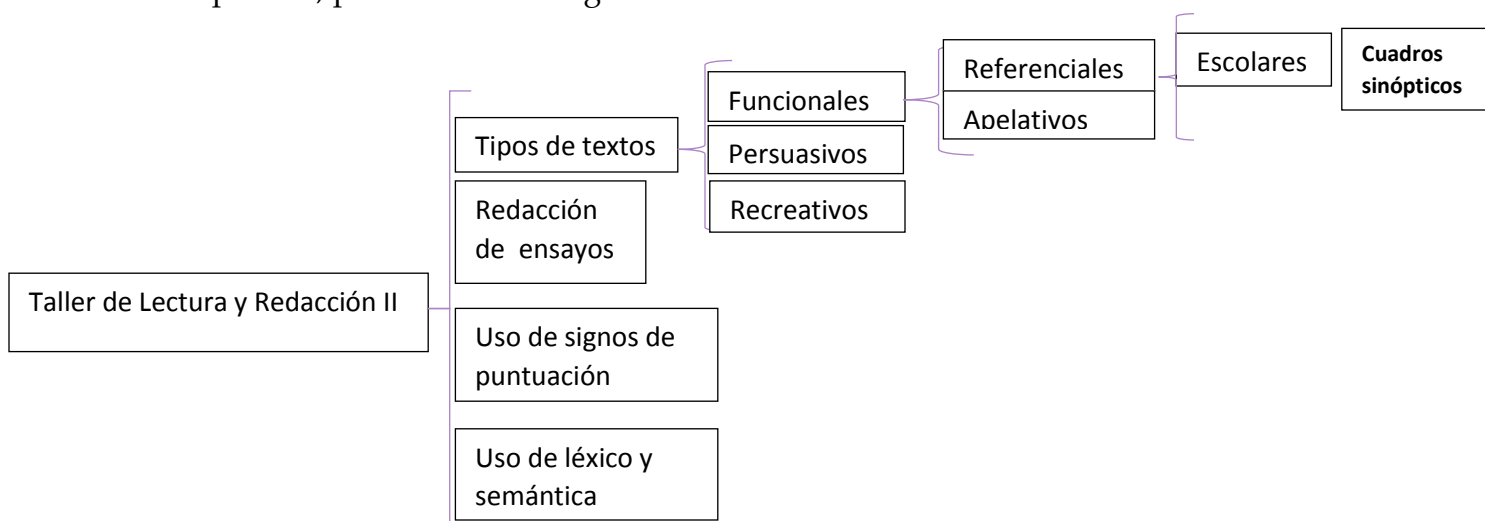 Taller de Lectura y Redacción II
Tipos de textos
Redacción
de ensayos
Uso de signos de
puntuación
Uso de léxico y
semántica
Funcionales
Persuasivos
Recreativos
Referenciales
Apelativos
Escolares
Cuadros
sinópticos